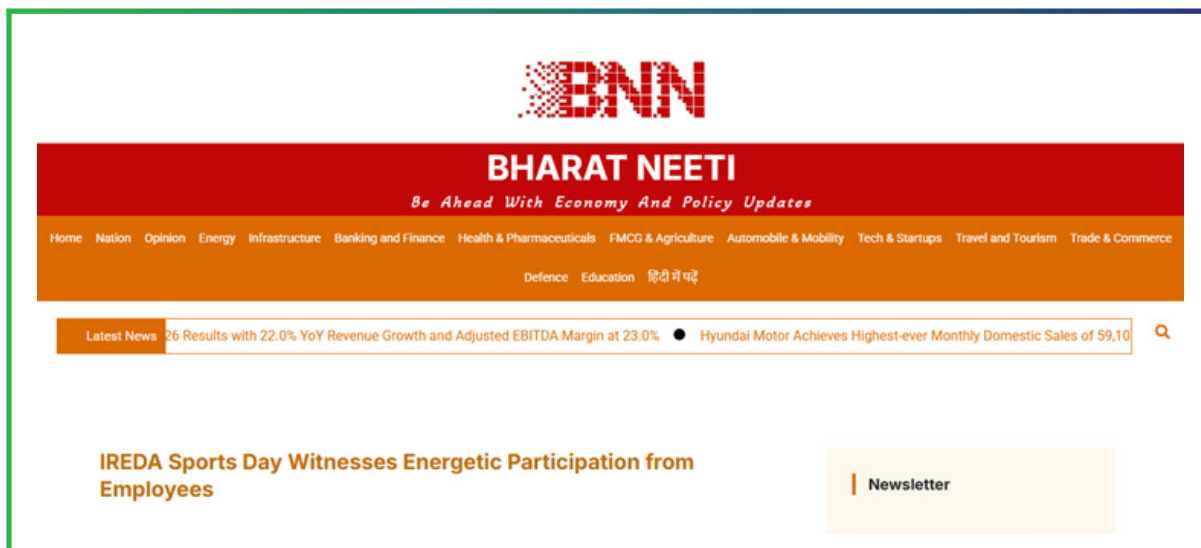 BNN
BHARAT NEETI
Be Ahead With Economy And Policy Updates
Home Nation Opinion Energy Infrastructure Banking and Finance Health & Pharmaceuticals FMCG & Agriculture Automobile & Mobility Tech & Startups Travel and Tourism Trade & Commerce
Defence Education हिंदी में पढ़ें
Latest News 26 Results with 22.0% YoY Revenue Growth and Adjusted EBITDA Margin at 23.0% ● Hyundai Motor Achieves Highest-ever Monthly Domestic Sales of 59,10
IREDA Sports Day Witnesses Energetic Participation from
Employees
Newsletter